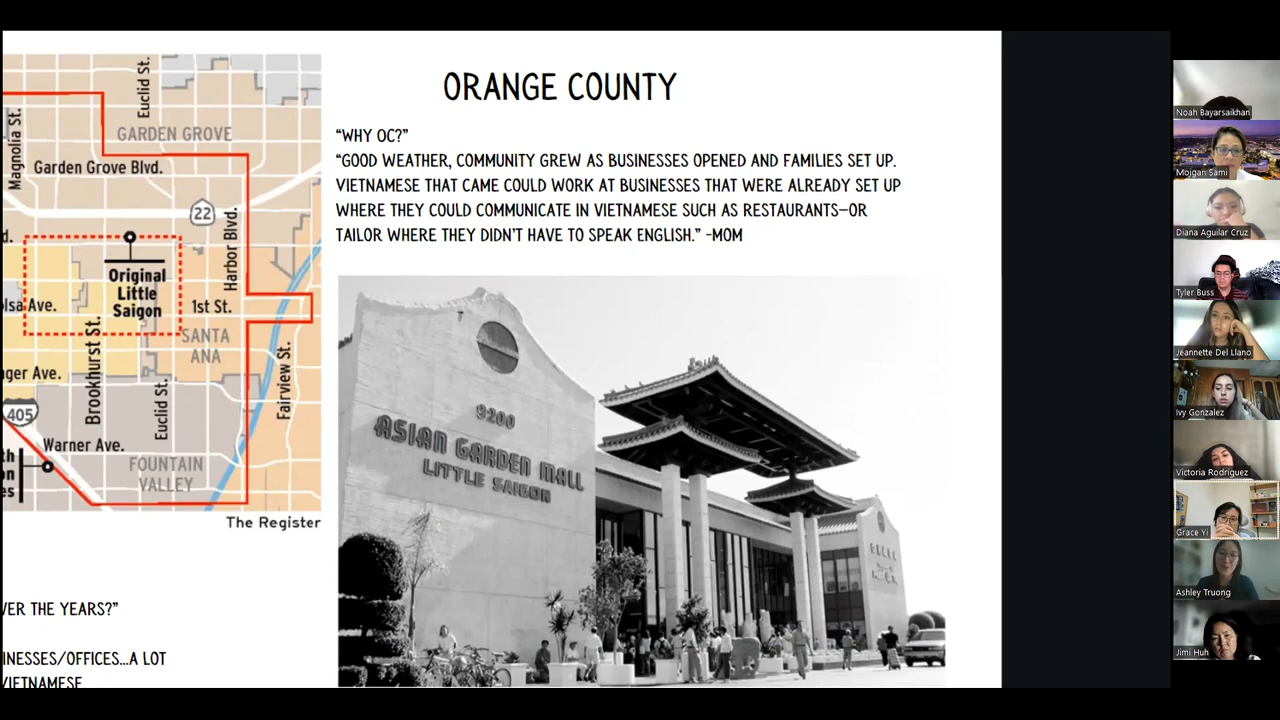 ORANGE COUNTY
“WHY OC?”
“GOOD WEATHER, COMMUNITY GREW AS BUSINESSES OPENED AND FAMILIES SET UP.
VIETNAMESE THAT CAME COULD WORK AT BUSINESSES THAT WERE ALREADY SET UP
WHERE THEY COULD COMMUNICATE IN VIETNAMESE SUCH AS RESTAURANTS—OR
TAILOR WHERE THEY DIDN'T HAVE TO SPEAK ENGLISH.” -MOM
Magnolia St.
Euclid St.
GARDEN GROVE
Garden Grove Blvd.
22
Harbor Blvd.
d.
Original
Little
Saigon
olsa Ave.
1st St.
SANTA
ANA
Brookhurst St.
ger Ave.
Euclid St.
Fairview St.
405
Warner Ave.
FOUNTAIN
VALLEY
th
on
es
The Register
9200
ASIAN GARDEN MALL
LITTLE SAIGON
VER THE YEARS?”
INESSES/OFFICES...A LOT
VIETNAMESE
Noah Bayarsaikhan
Mojgan Sami
Diana Aguilar Cruz
Tyler Buss
Jeannette Del Llano
Ivy Gonzalez
Victoria Rodriguez
Grace Yi
Ashley Truong
Jimi Huh